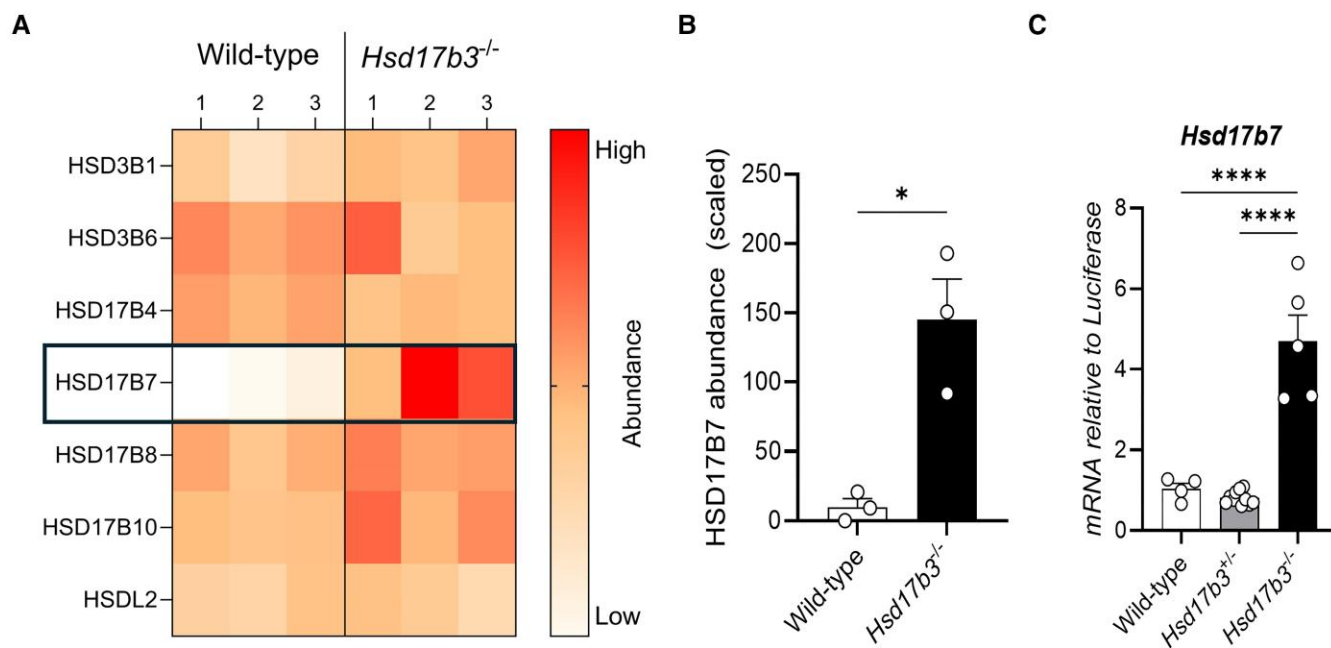 A
Wild-type
Hsd17b3-/-
1 2 3 1 2 3
HSD3B1
HSD3B6
HSD17B4
HSD17B7
HSD17B8
HSD17B10
HSDL2
High
Abundance
Low
B
HSD17B7 abundance (scaled)
250
200
150
100
50
0
*
Wild-type
Hsd17b3-/-
C
Hsd17b7
mRNA relative to Luciferase
8
6
4
2
0
****
****
Wild-type
Hsd17b3+/-
Hsd17b3-/-